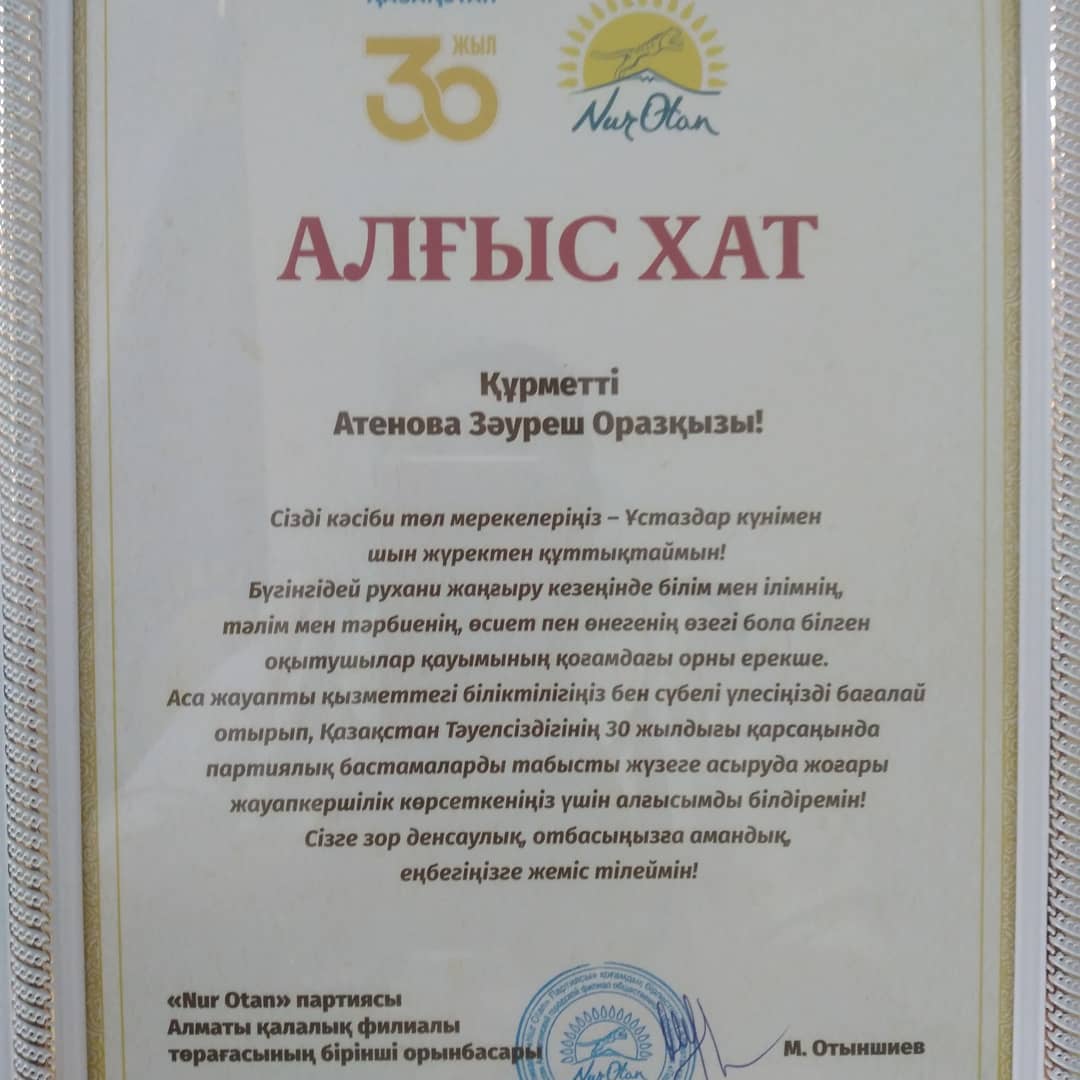 ҚАЗАҚСТАН
30 ЖЫЛ
Nur Otan
АЛҒЫС ХАТ
Құрметті
Атенова Зәуреш Оразқызы!
Сізді кәсіби төл мерекелеріңіз – Ұстаздар күнімен
шын жүректен құттықтаймын!
Бүгінгідей рухани жаңғыру кезеңінде білім мен ілімнің,
тәлім мен тәрбиенің, өсиет пен өнегенің өзегі бола білген
оқытушылар қауымының қоғамдағы орны ерекше.
Аса жауапты қызметтегі біліктілігіңіз бен сүбелі үлесіңізді бағалай
отырып, Қазақстан Тәуелсіздігінің 30 жылдығы қарсаңында
партиялық бастамаларды табысты жүзеге асыруда жоғары
жауапкершілік көрсеткеніңіз үшін алғысымды білдіремін!
Сізге зор денсаулық, отбасыңызға амандық,
еңбегіңізге жеміс тілеймін!
«Nur Otan» партиясы
Алматы қалалық филиалы
төрағасының бірінші орынбасары
М. Отыншиев
Nur Otan